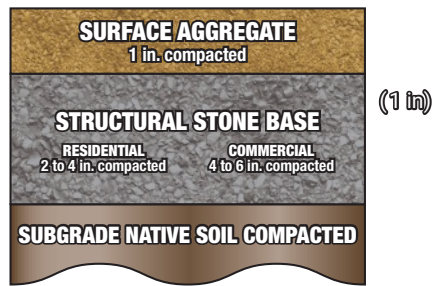 SURFACE AGGREGATE
1 in. compacted
(1 in)
STRUCTURAL STONE BASE
RESIDENTIAL COMMERCIAL
2 to 4 in. compacted 4 to 6 in. compacted
SUBGRADE NATIVE SOIL COMPACTED